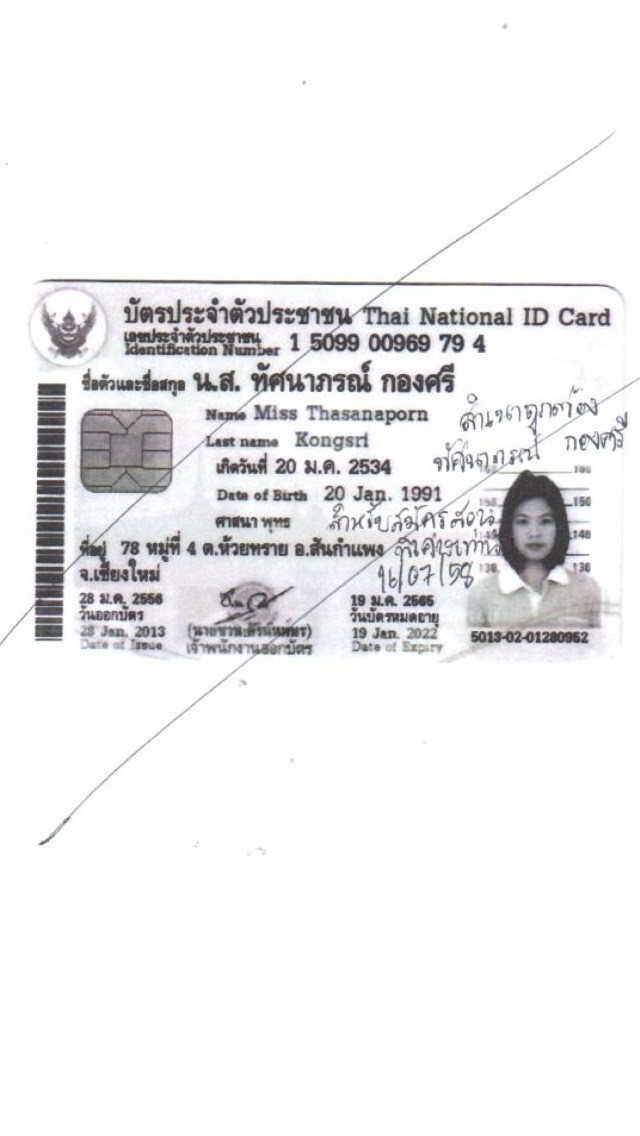 บัตรประจำตัวประชาชน Thai National ID Card
เลขประจำตัวประชาชน
Identification Number 1 5099 00969 79 4
ชื่อตัวและชื่อสกุล น.ส. ทัศนาภรณ์ กองศรี
Name Miss Thasanaporn
Last name Kongsri
สำเนาถูกต้อง
ทัศนาภรณ์ กองศรี
เกิดวันที่ 20 ม.ค. 2534
Date of Birth 20 Jan. 1991
ศาสนา พุทธ
สำหรับสมัครสอบ
16/07/58
ที่อยู่ 78 หมู่ที่ 4 ต.ห้วยทราย อ.สันกำแพง
จ.เชียงใหม่
150 150
140
130 130
28 ม.ค. 2556
วันออกบัตร
28 Jan. 2013
Date of Issue
เจ้าพนักงานออกบัตร
19 ม.ค. 2565
วันบัตรหมดอายุ
19 Jan. 2022
Date of Expiry
5013-02-01280952